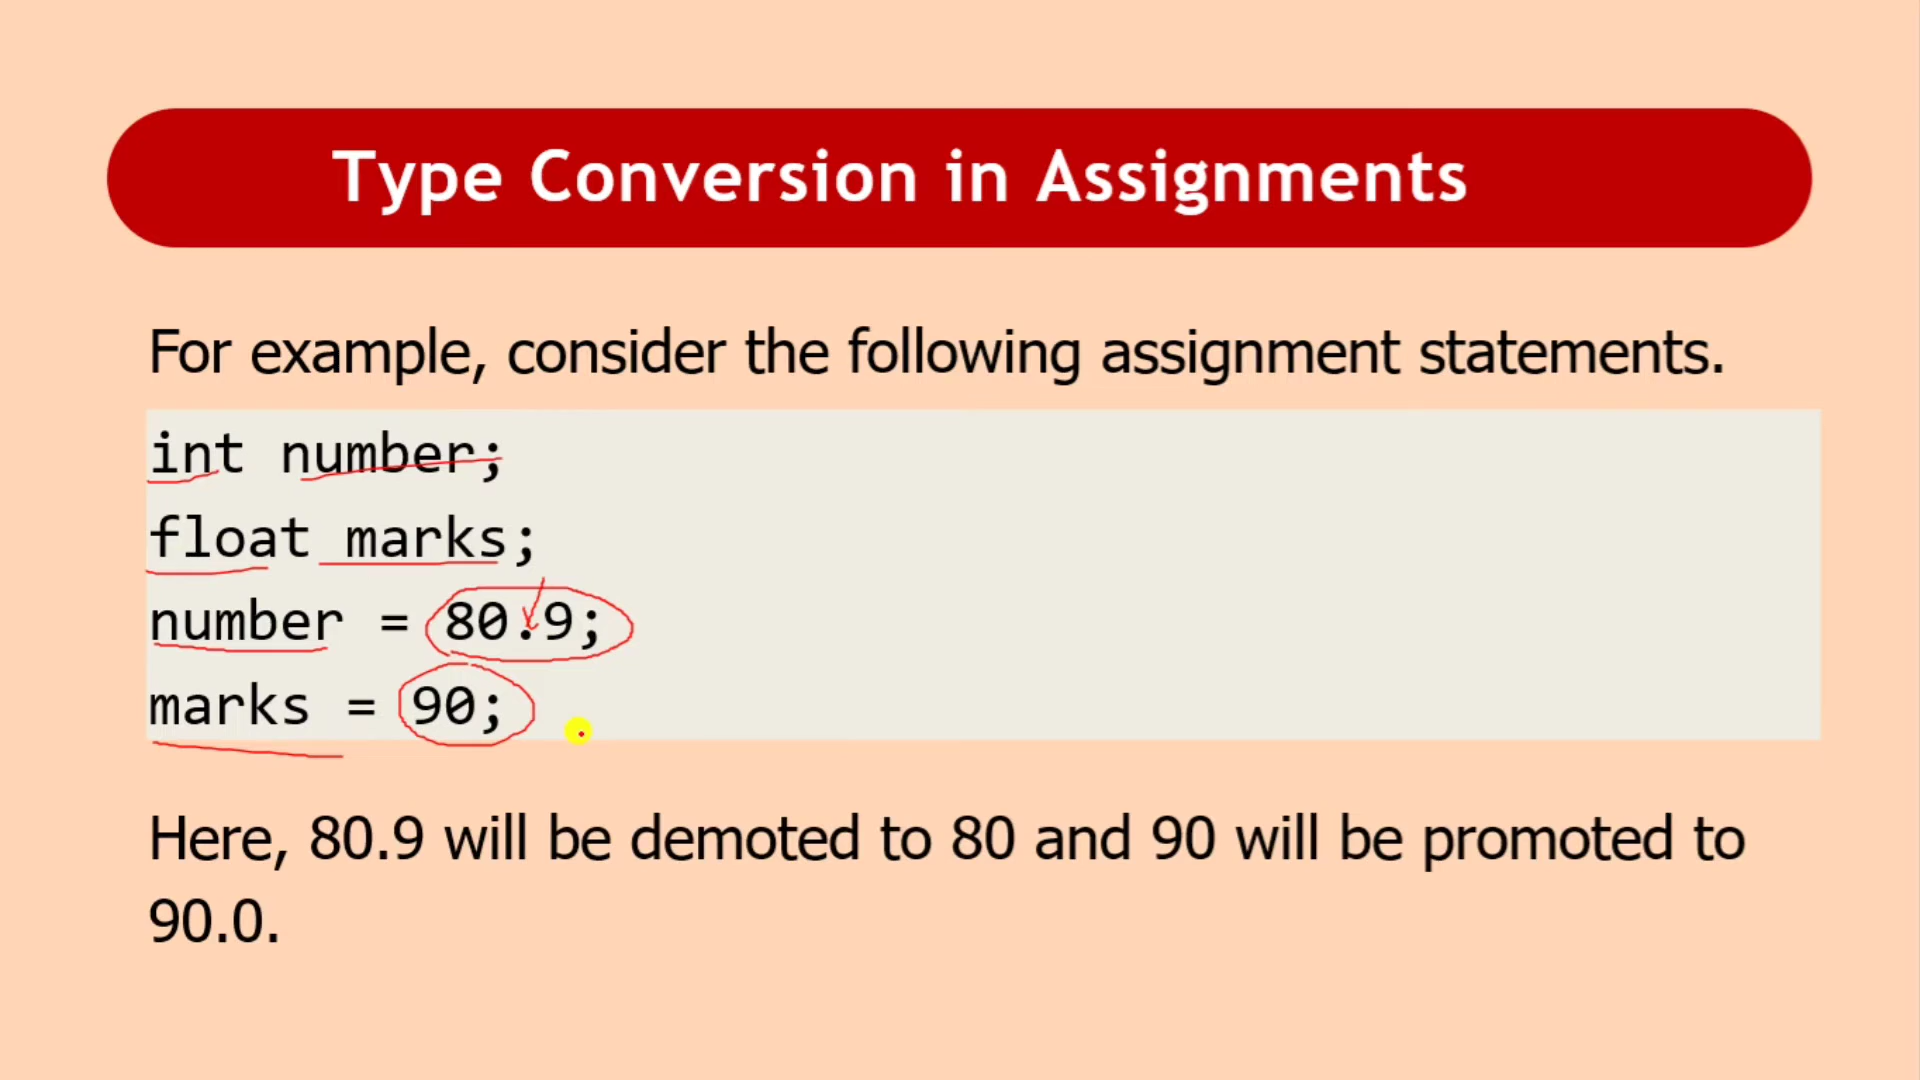 Type Conversion in Assignments
For example, consider the following assignment statements.
int number;
float marks;
number = 80.9;
marks = 90;
Here, 80.9 will be demoted to 80 and 90 will be promoted to
90.0.